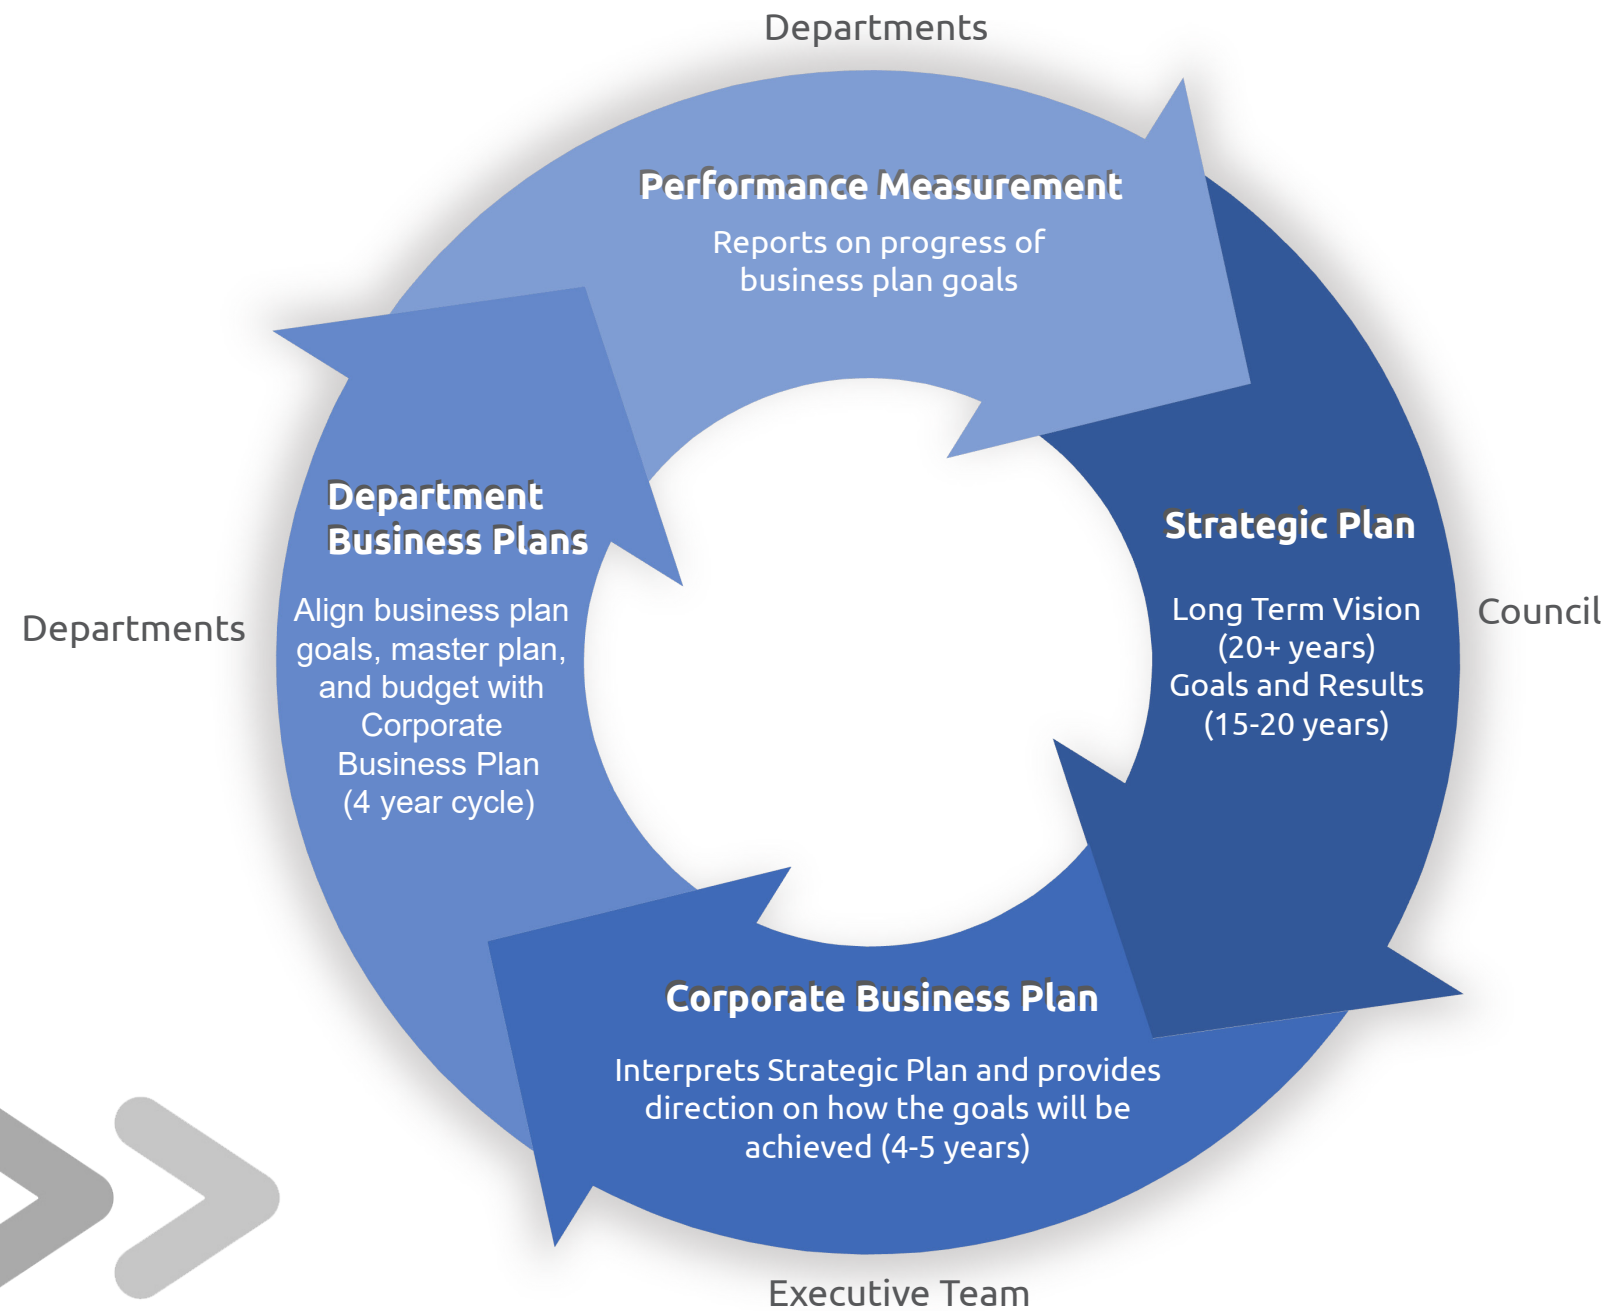 Departments
Performance Measurement
Reports on progress of
business plan goals
Strategic Plan
Long Term Vision
(20+ years)
Goals and Results
(15-20 years)
Council
Corporate Business Plan
Interprets Strategic Plan and provides
direction on how the goals will be
achieved (4-5 years)
Executive Team
Department
Business Plans
Align business plan
goals, master plan,
and budget with
Corporate
Business Plan
(4 year cycle)
Departments